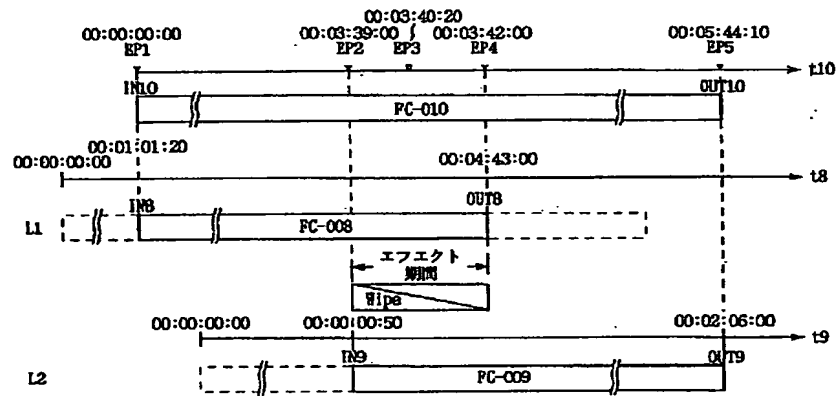 00:03:40:20
00:00:00:00 00:03:39:00 00:03:42:00 00:05:44:10
EP1 EP2 EP3 EP4 EP5
t10
IN10 OUT10
FC-010
00:01:01:20
00:00:00:00 00:04:43:00
t8
IN8 OUT8
L1 FC-008
エフエクト
期間
Wipe
00:00:00:00 00:00:00:50 00:02:06:00
t9
IN9 OUT9
L2 FC-009